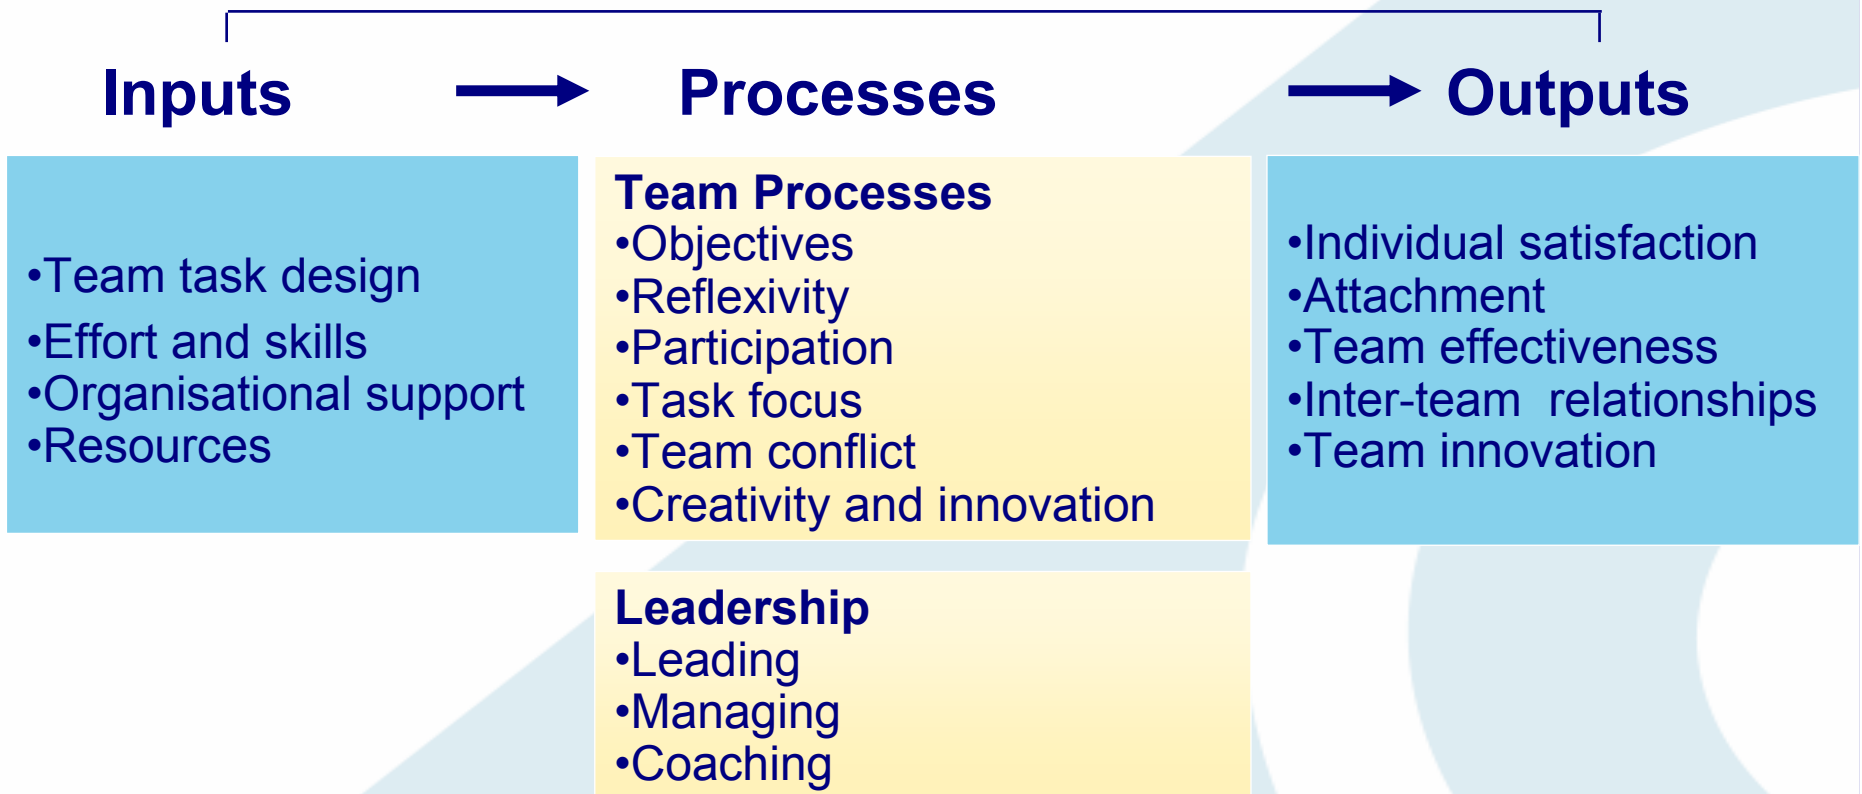 Inputs
Processes
Outputs
•Team task design
•Effort and skills
•Organisational support
•Resources
Team Processes
•Objectives
•Reflexivity
•Participation
•Task focus
•Team conflict
•Creativity and innovation
Leadership
•Leading
•Managing
•Coaching
•Individual satisfaction
•Attachment
•Team effectiveness
•Inter-team  relationships
•Team innovation